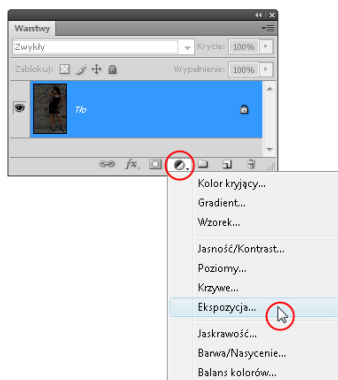 Warstwy
Zwykły Krycie: 100%
Zablokuj: Wypełnienie: 100%
Tło
fx.
Kolor kryjący...
Gradient...
Wzorek...
Jasność/Kontrast...
Poziomy...
Krzywe...
Ekspozycja...
Jaskrawość...
Barwa/Nasycenie...
Balans kolorów...